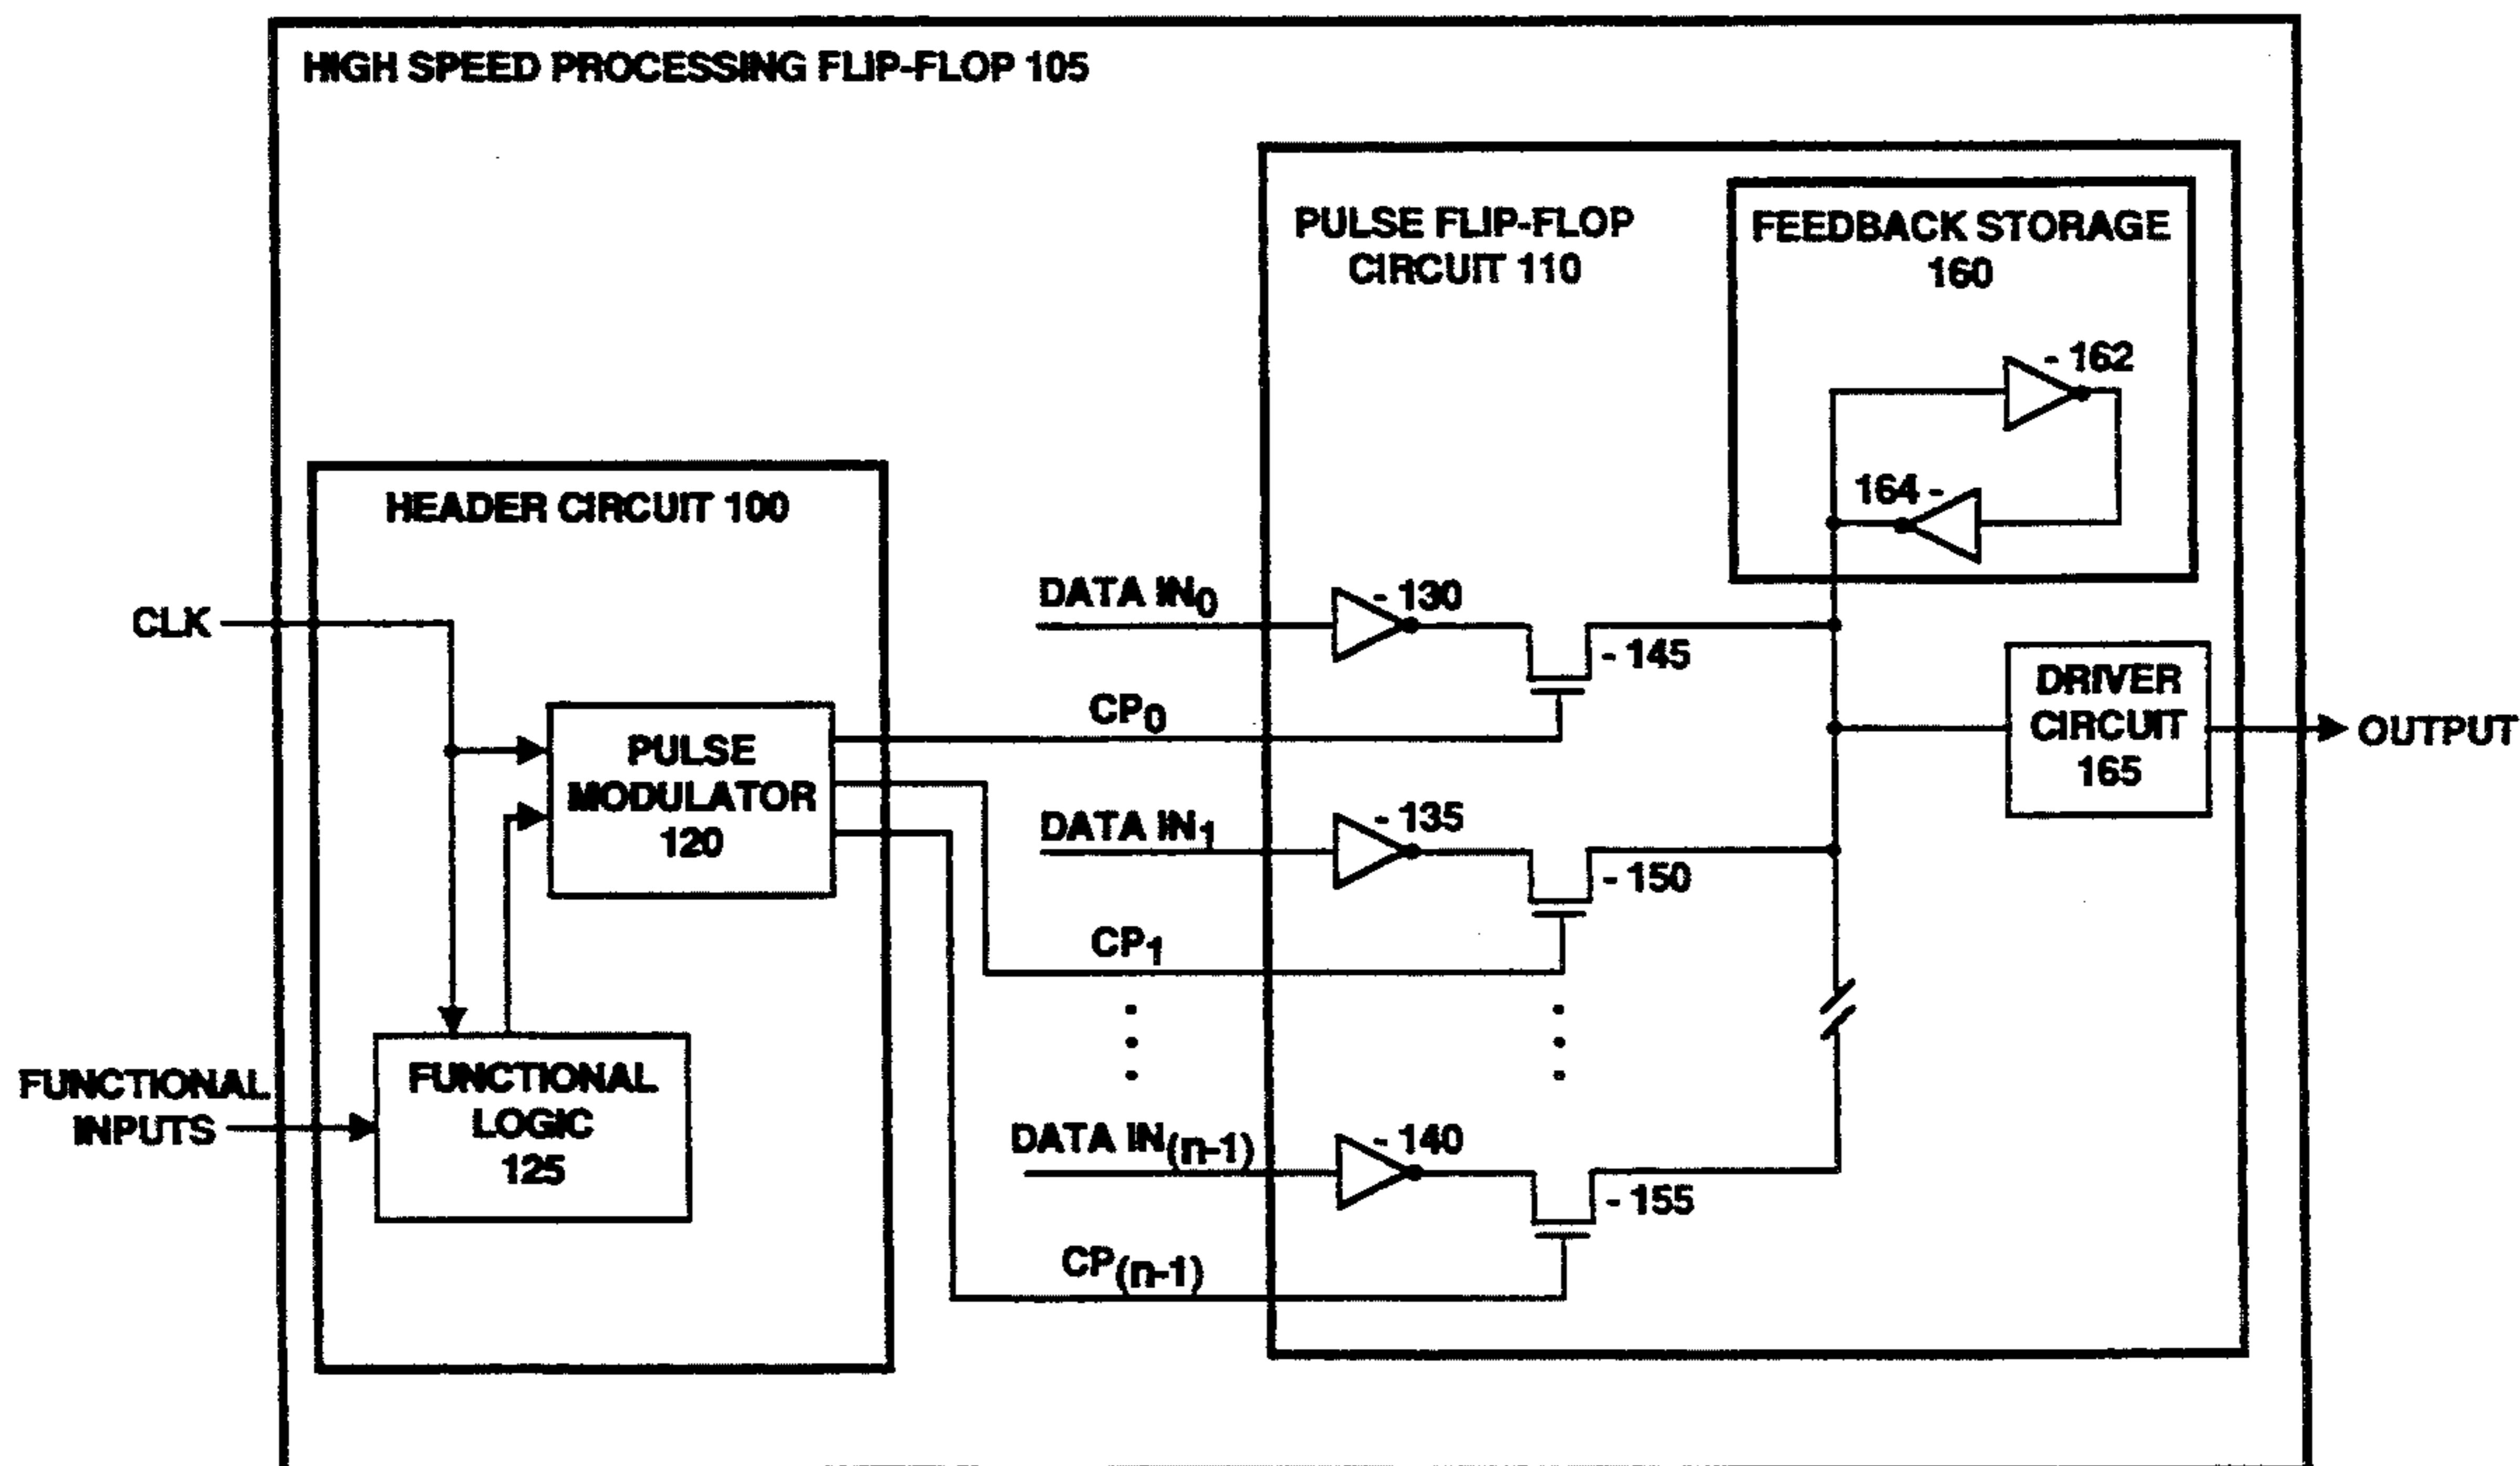 HIGH SPEED PROCESSING FLIP-FLOP 105
PULSE FLIP-FLOP
CIRCUIT 110
FEEDBACK STORAGE
160
- 162
164 -
HEADER CIRCUIT 100
CLK
DATA IN0
- 130
- 145
CP0
DRIVER
CIRCUIT
165
OUTPUT
PULSE
MODULATOR
120
DATA IN1
- 135
- 150
CP1
FUNCTIONAL
INPUTS
FUNCTIONAL
LOGIC
125
DATA IN(n-1)
- 140
- 155
CP(n-1)